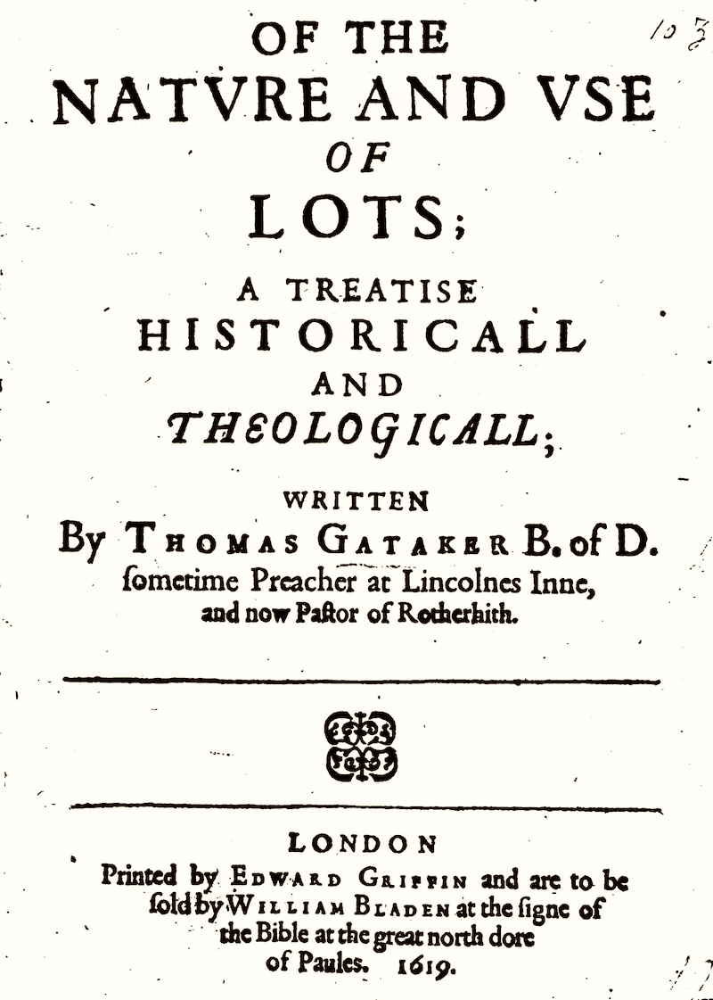 OF THE
NATVRE AND VSE
OF
LOTS;
A TREATISE
HISTORICALL
AND
THEOLOGICALL;
WRITTEN
By THOMAS GATAKER B. of D.
ſometime Preacher at Lincolnes Inne,
and now Paſtor of Rotherhith.
LONDON
Printed by EDWARD GRIFFIN and are to be
ſold by WILLIAM BLADEN at the ſigne of
the Bible at the great north dore
of Paules. 1619.